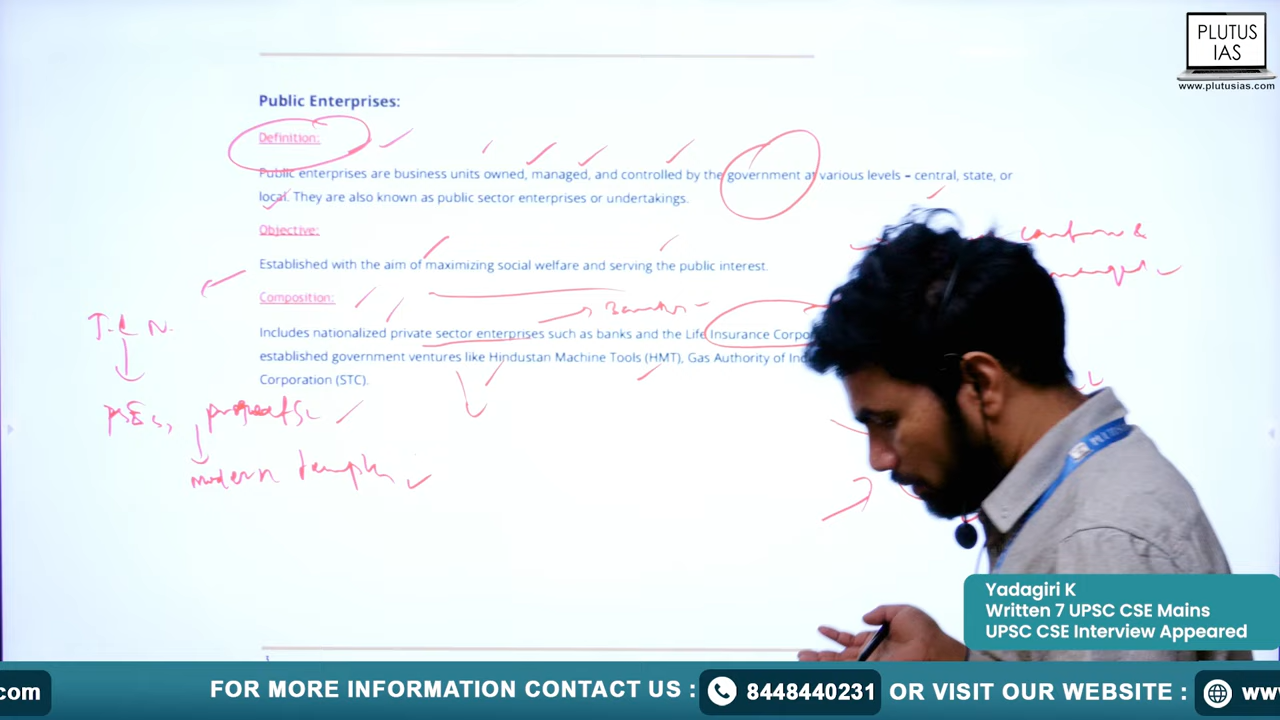 PLUTUS
IAS
www.plutusias.com
Public Enterprises:
Definition:
Public enterprises are business units owned, managed, and controlled by the government at various levels – central, state, or
local. They are also known as public sector enterprises or undertakings.
Objective:
Established with the aim of maximizing social welfare and serving the public interest.
Composition:
Includes nationalized private sector enterprises such as banks and the Life Insurance Corpo
established government ventures like Hindustan Machine Tools (HMT), Gas Authority of Ind
Corporation (STC).
Banks
J. L N.
PSEs, projects
modern temples
Yadagiri K
Written 7 UPSC CSE Mains
UPSC CSE Interview Appeared
.com
FOR MORE INFORMATION CONTACT US : 8448440231 OR VISIT OUR WEBSITE : ww